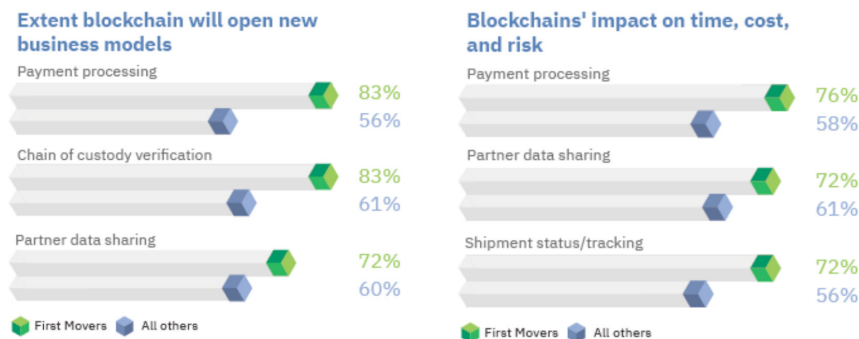 Extent blockchain will open new
business models
Payment processing
83%
56%
Chain of custody verification
83%
61%
Partner data sharing
72%
60%
First Movers All others
Blockchains' impact on time, cost,
and risk
Payment processing
76%
58%
Partner data sharing
72%
61%
Shipment status/tracking
72%
56%
First Movers All others